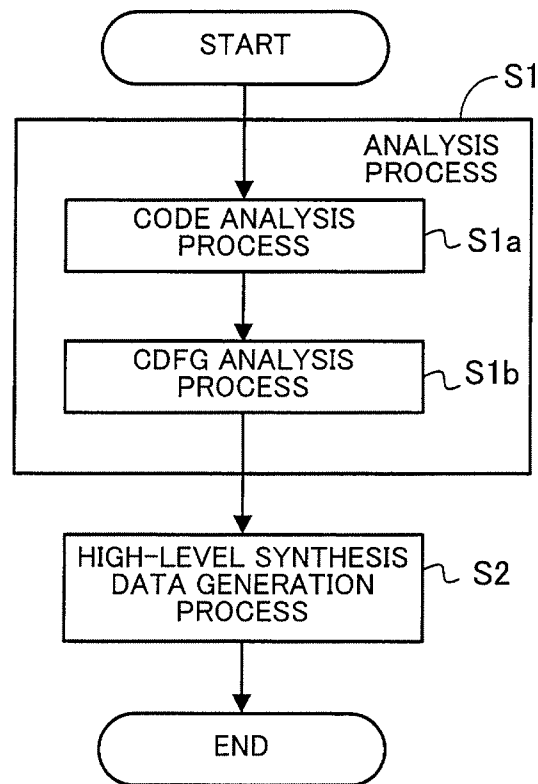 START
S1
ANALYSIS
PROCESS
CODE ANALYSIS
PROCESS
S1a
CDFG ANALYSIS
PROCESS
S1b
HIGH-LEVEL SYNTHESIS
DATA GENERATION
PROCESS
S2
END